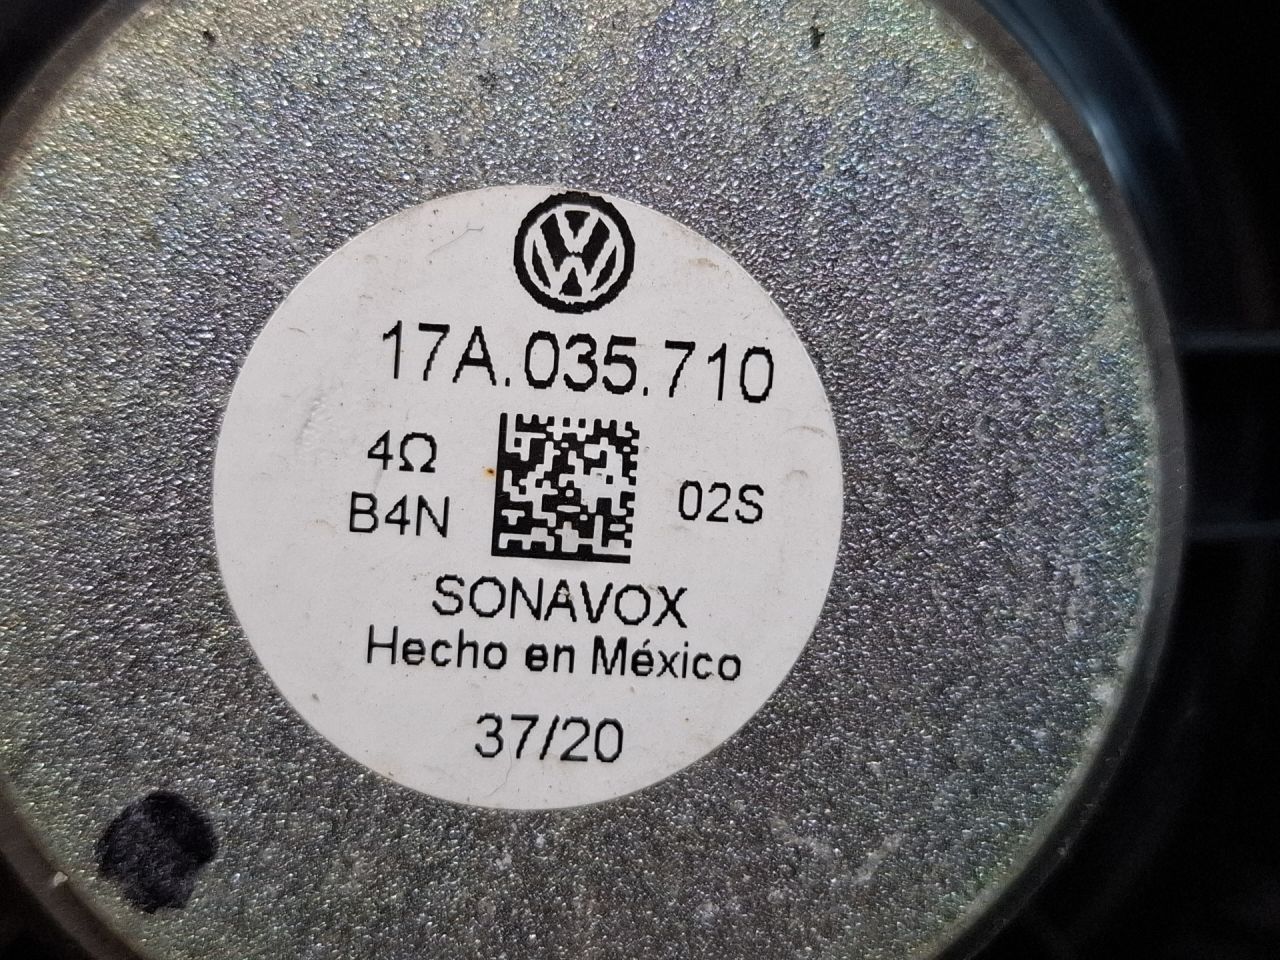 17A.035.710
4Ω
B4N
02S
SONAVOX
Hecho en México
37/20